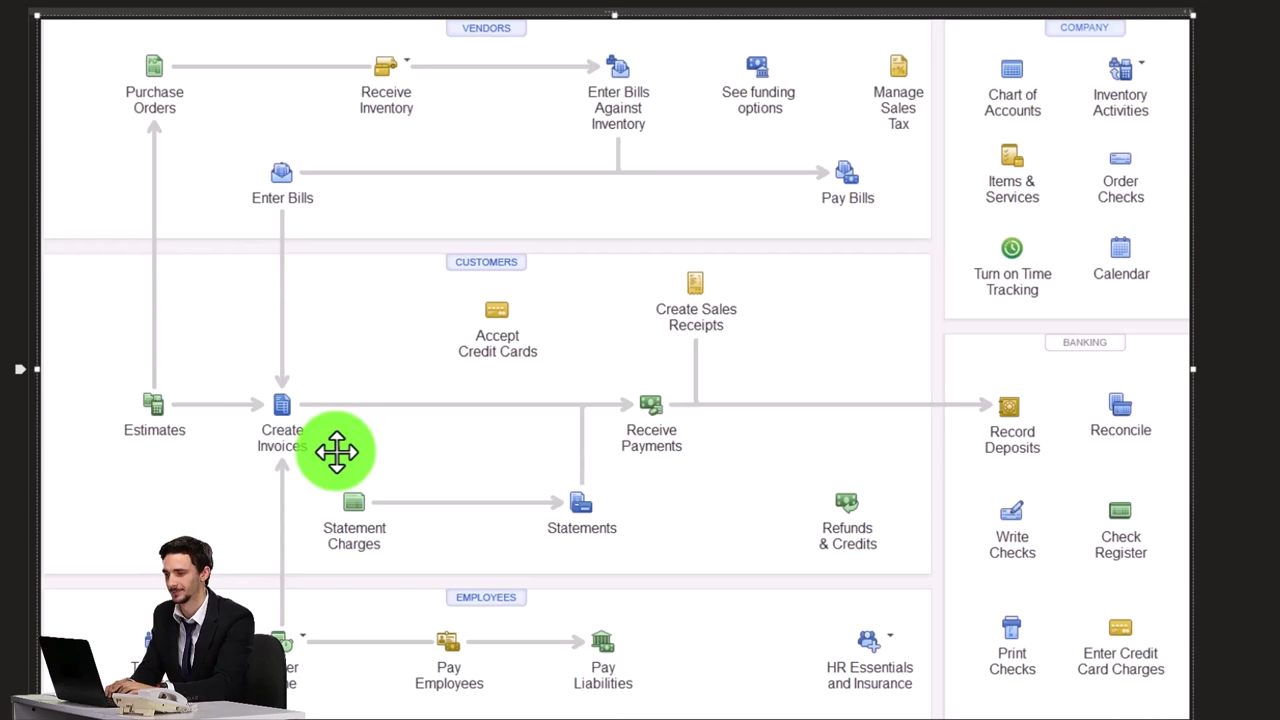 VENDORS
Purchase
Orders
Receive
Inventory
Enter Bills
Against
Inventory
See funding
options
Manage
Sales
Tax
Enter Bills
Pay Bills
CUSTOMERS
Accept
Credit Cards
Create Sales
Receipts
Estimates
Create
Invoices
Receive
Payments
Statement
Charges
Statements
Refunds
& Credits
EMPLOYEES
Pay
Employees
Pay
Liabilities
HR Essentials
and Insurance
COMPANY
Chart of
Accounts
Inventory
Activities
Items &
Services
Order
Checks
Turn on Time
Tracking
Calendar
BANKING
Record
Deposits
Reconcile
Write
Checks
Check
Register
Print
Checks
Enter Credit
Card Charges